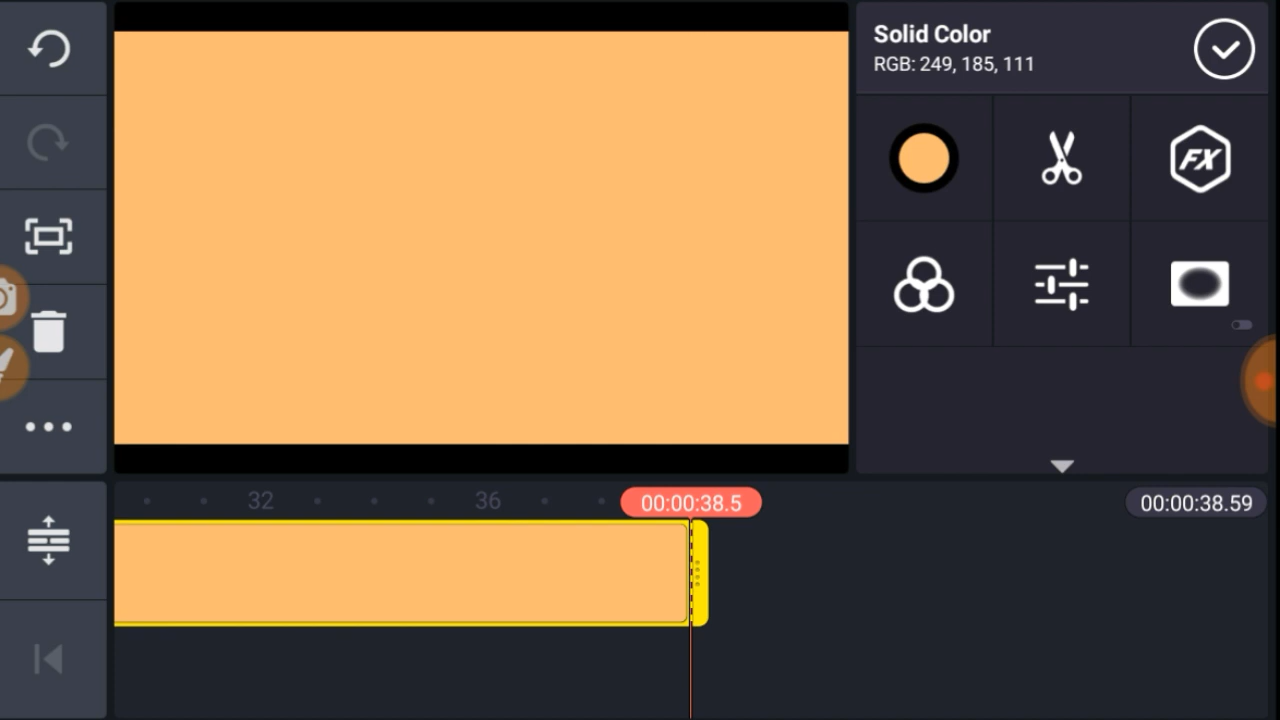 Solid Color
RGB: 249, 185, 111
FX
32
36
00:00:38.5
00:00:38.59